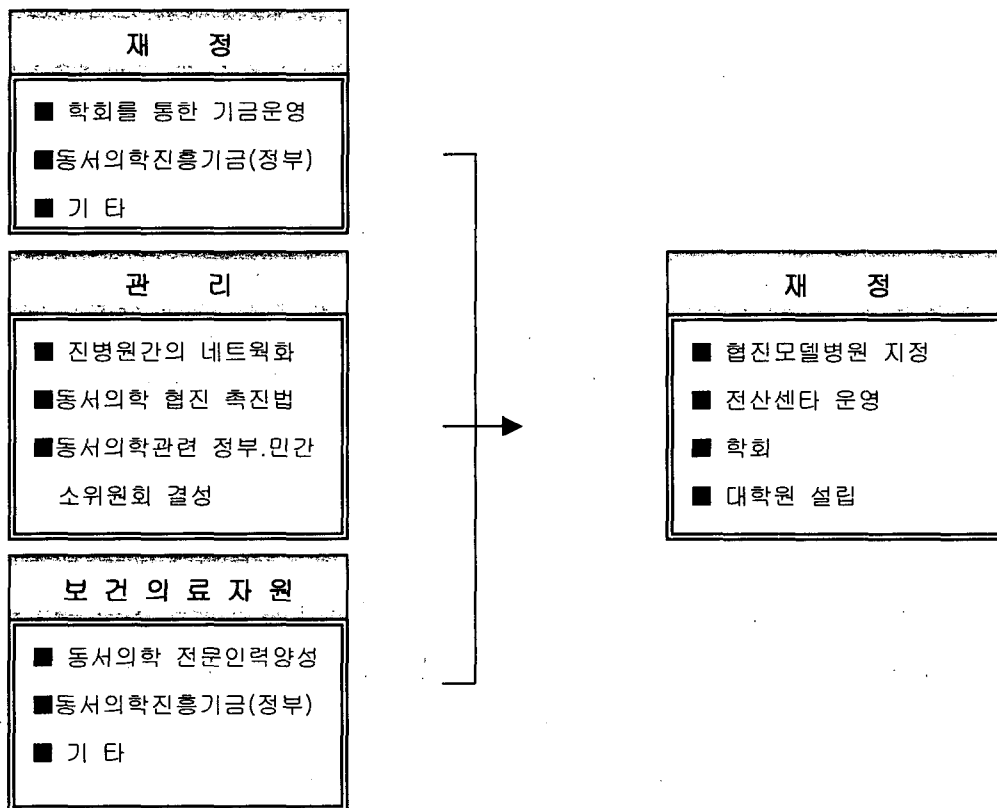 재 정
■ 학회를 통한 기금운영
■동서의학진흥기금(정부)
■ 기 타
관 리
■ 진병원간의 네트웍화
■동서의학 협진 촉진법
■동서의학관련 정부.민간
소위원회 결성
보 건 의 료 자 원
■ 동서의학 전문인력양성
■동서의학진흥기금(정부)
■ 기 타
재 정
■ 협진모델병원 지정
■ 전산센타 운영
■ 학회
■ 대학원 설립